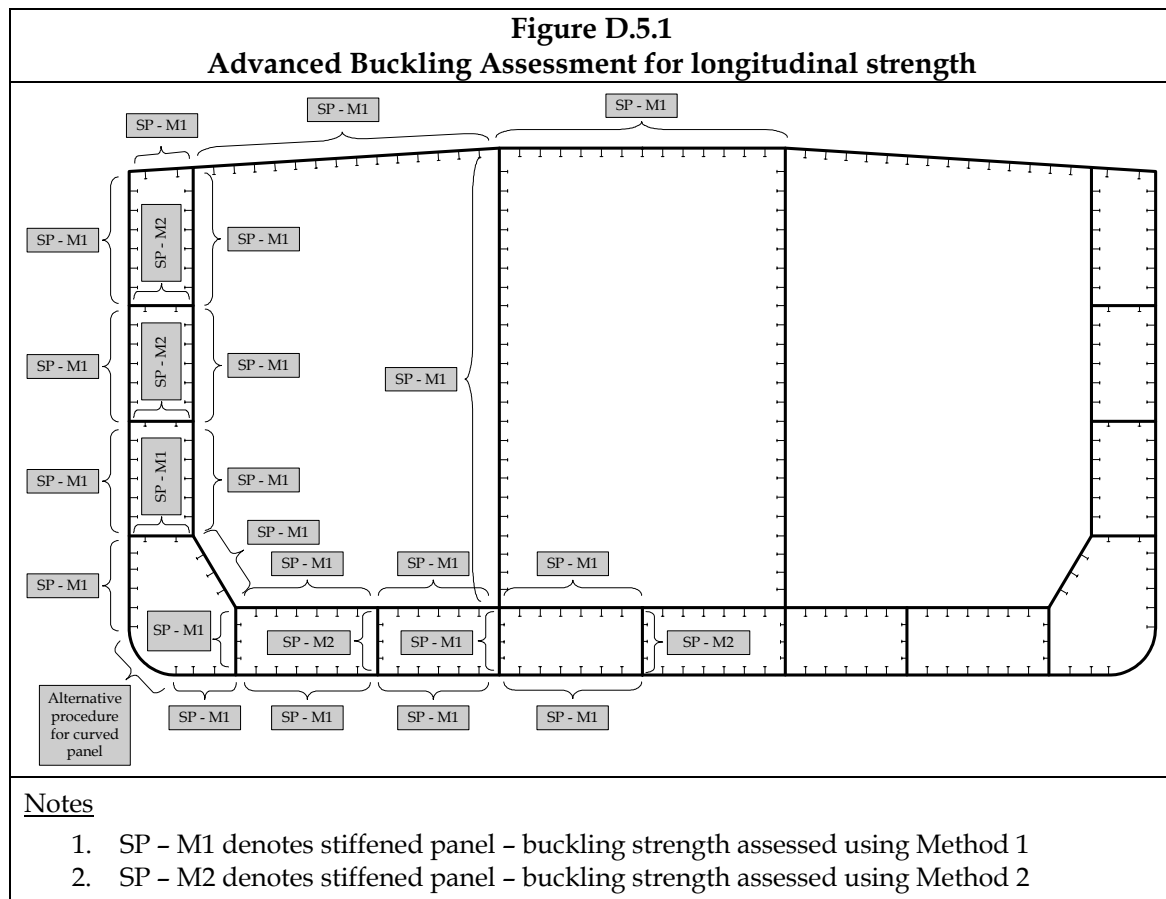 Figure D.5.1
Advanced Buckling Assessment for longitudinal strength
SP - M1
SP - M1
SP - M1
SP - M1
SP - M2
SP - M1
SP - M1
SP - M2
SP - M1
SP - M1
SP - M1
SP - M1
SP - M1
SP - M1
SP - M1
SP - M1
SP - M1
SP - M1
SP - M1
SP - M2
SP - M1
SP - M2
Alternative
procedure
for curved
panel
SP - M1
SP - M1
SP - M1
SP - M1
Notes
1. SP – M1 denotes stiffened panel – buckling strength assessed using Method 1
2. SP – M2 denotes stiffened panel – buckling strength assessed using Method 2